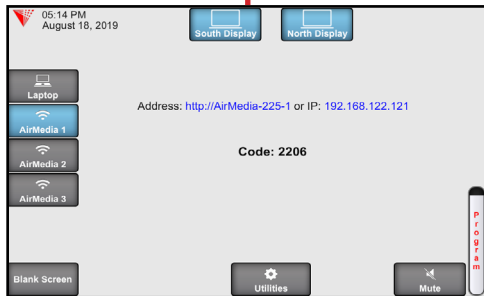 05:14 PM
August 18, 2019
South Display
North Display
Laptop
AirMedia 1
AirMedia 2
AirMedia 3
Address: http://AirMedia-225-1 or IP: 192.168.122.121
Code: 2206
Program
Blank Screen
Utilities
Mute